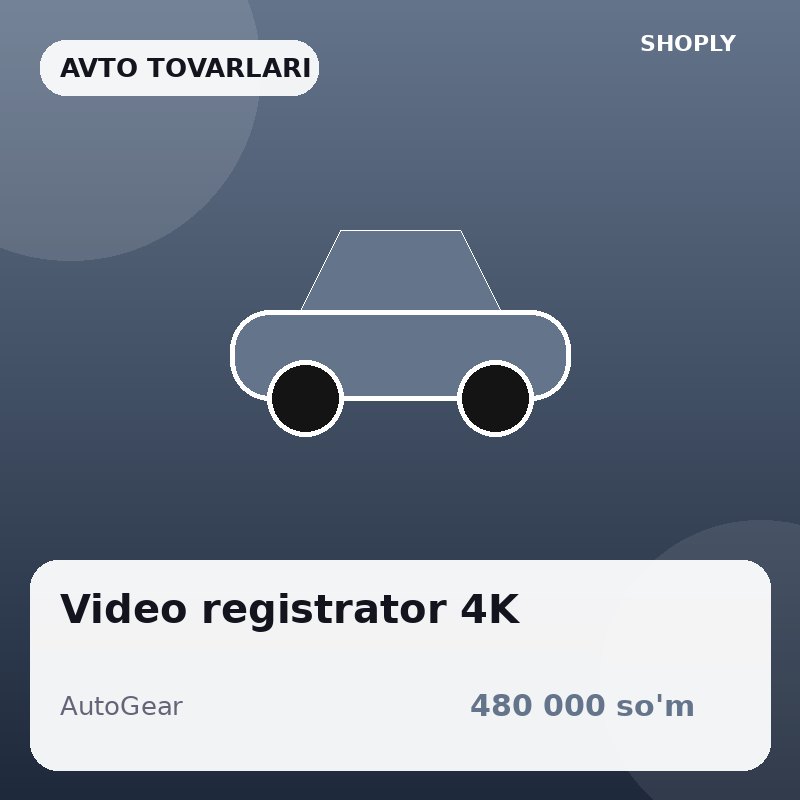 AVTO TOVARLARI
SHOPLY
Video registrator 4K
AutoGear
480 000 so'm